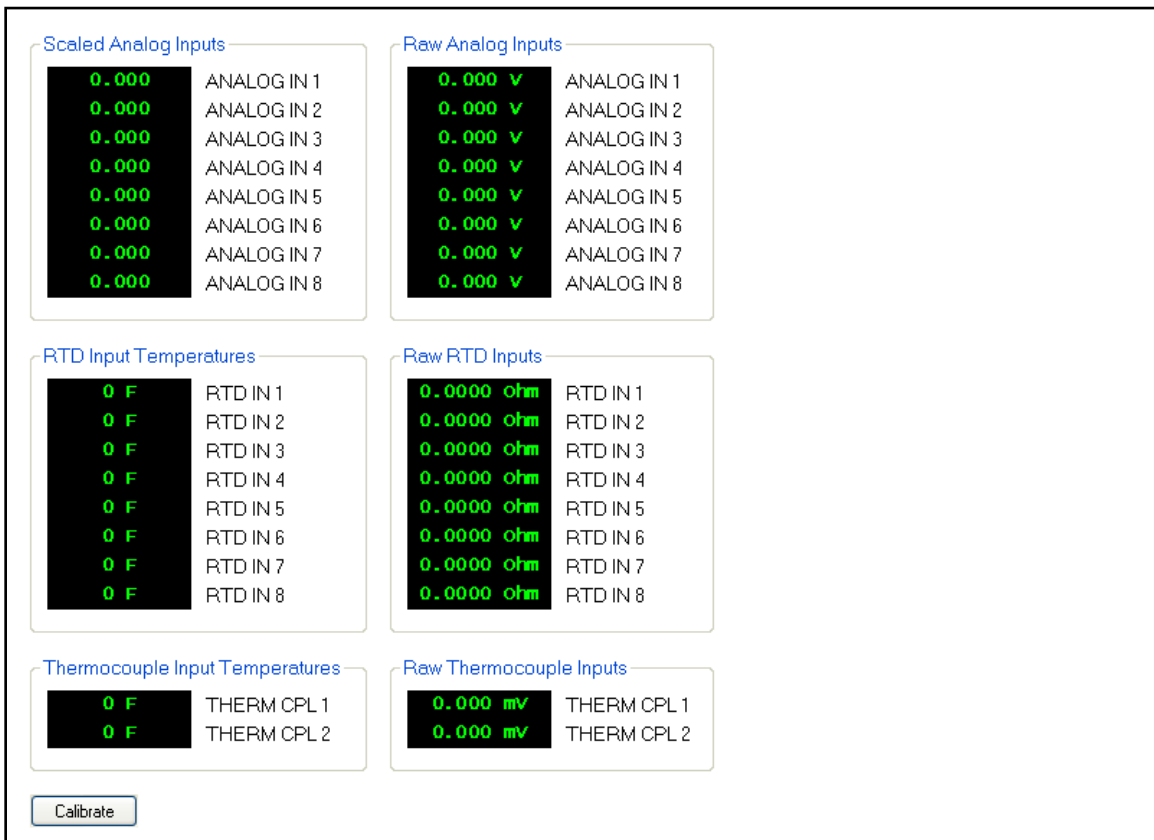 Scaled Analog Inputs
0.000 ANALOG IN 1
0.000 ANALOG IN 2
0.000 ANALOG IN 3
0.000 ANALOG IN 4
0.000 ANALOG IN 5
0.000 ANALOG IN 6
0.000 ANALOG IN 7
0.000 ANALOG IN 8
Raw Analog Inputs
0.000 V ANALOG IN 1
0.000 V ANALOG IN 2
0.000 V ANALOG IN 3
0.000 V ANALOG IN 4
0.000 V ANALOG IN 5
0.000 V ANALOG IN 6
0.000 V ANALOG IN 7
0.000 V ANALOG IN 8
RTD Input Temperatures
0 F RTD IN 1
0 F RTD IN 2
0 F RTD IN 3
0 F RTD IN 4
0 F RTD IN 5
0 F RTD IN 6
0 F RTD IN 7
0 F RTD IN 8
Raw RTD Inputs
0.0000 Ohm RTD IN 1
0.0000 Ohm RTD IN 2
0.0000 Ohm RTD IN 3
0.0000 Ohm RTD IN 4
0.0000 Ohm RTD IN 5
0.0000 Ohm RTD IN 6
0.0000 Ohm RTD IN 7
0.0000 Ohm RTD IN 8
Thermocouple Input Temperatures
0 F THERM CPL 1
0 F THERM CPL 2
Raw Thermocouple Inputs
0.000 mV THERM CPL 1
0.000 mV THERM CPL 2
Calibrate